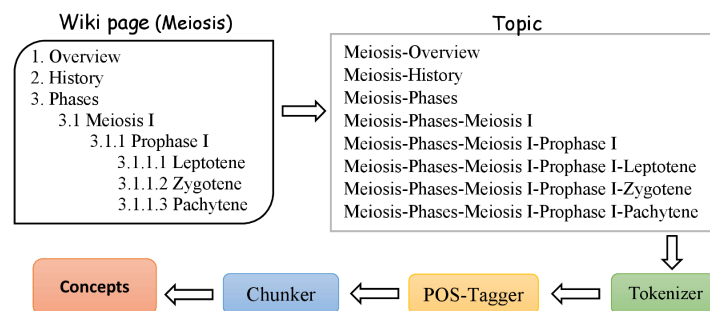 Wiki page (Meiosis)
1. Overview
2. History
3. Phases
3.1 Meiosis I
3.1.1 Prophase I
3.1.1.1 Leptotene
3.1.1.2 Zygotene
3.1.1.3 Pachytene
Topic
Meiosis-Overview
Meiosis-History
Meiosis-Phases
Meiosis-Phases-Meiosis I
Meiosis-Phases-Meiosis I-Prophase I
Meiosis-Phases-Meiosis I-Prophase I-Leptotene
Meiosis-Phases-Meiosis I-Prophase I-Zygotene
Meiosis-Phases-Meiosis I-Prophase I-Pachytene
Concepts
Chunker
POS-Tagger
Tokenizer